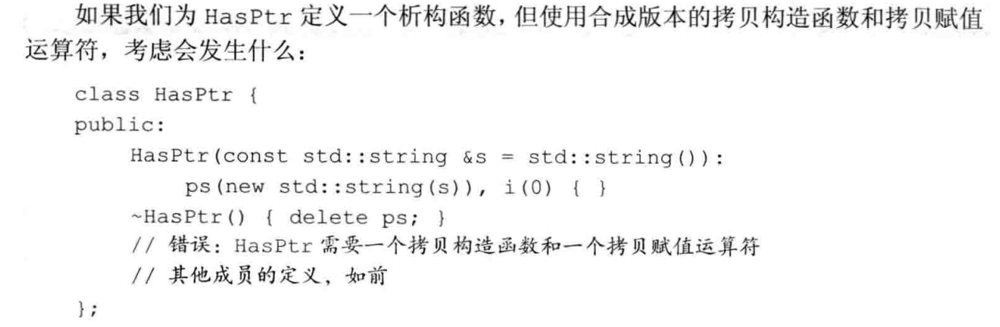 如果我们为 HasPtr 定义一个析构函数，但使用合成版本的拷贝构造函数和拷贝赋值
运算符，考虑会发生什么：
class HasPtr {
public:
    HasPtr(const std::string &s = std::string()):
        ps(new std::string(s)), i(0) { }
    ~HasPtr() { delete ps; }
    // 错误：HasPtr 需要一个拷贝构造函数和一个拷贝赋值运算符
    // 其他成员的定义，如前
};